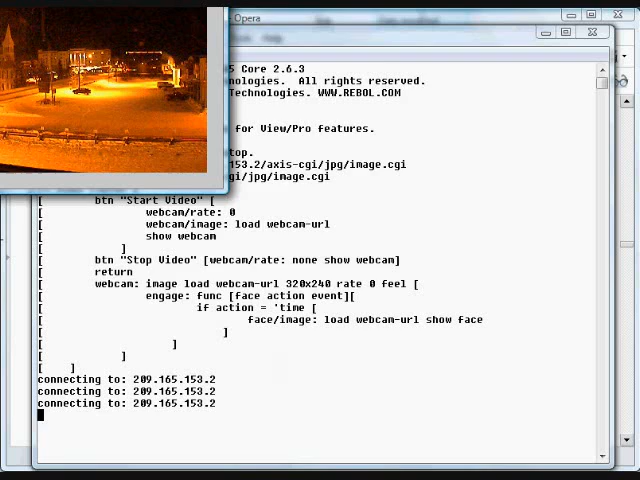 Opera
5 Core 2.6.3
nologies. All rights reserved.
Technologies. WWW.REBOL.COM
for View/Pro features.
top.
153.2/axis-cgi/jpg/image.cgi
gi/jpg/image.cgi
[ btn "Start Video" [
[ webcam/rate: 0
[ webcam/image: load webcam-url
[ show webcam
[ ]
[ btn "Stop Video" [webcam/rate: none show webcam]
[ return
[ webcam: image load webcam-url 320x240 rate 0 feel [
[ engage: func [face action event][
[ if action = 'time [
[ face/image: load webcam-url show face
[ ]
[ ]
[ ]
[ ]
connecting to: 209.165.153.2
connecting to: 209.165.153.2
connecting to: 209.165.153.2